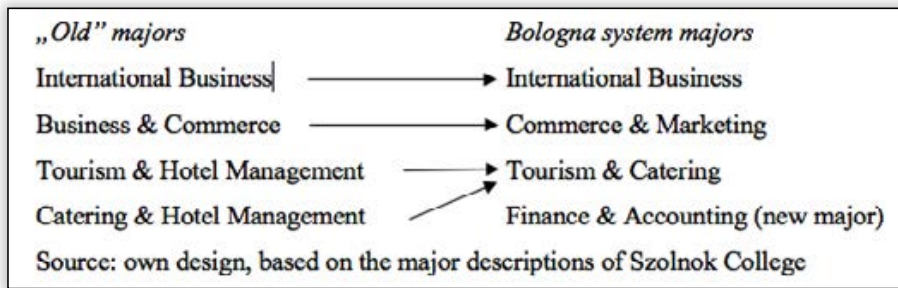 „Old” majors Bologna system majors
International Business International Business
Business & Commerce Commerce & Marketing
Tourism & Hotel Management Tourism & Catering
Catering & Hotel Management Finance & Accounting (new major)
Source: own design, based on the major descriptions of Szolnok College